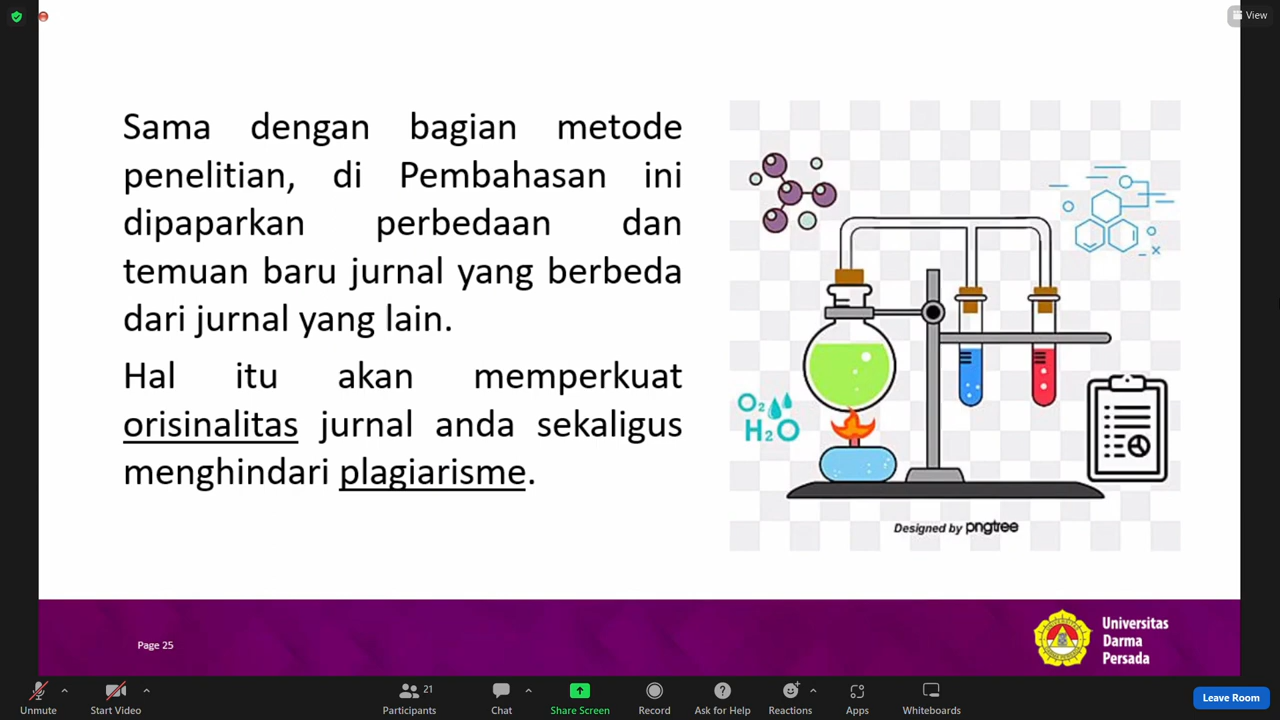 View
Sama dengan bagian metode
penelitian, di Pembahasan ini
dipaparkan perbedaan dan
temuan baru jurnal yang berbeda
dari jurnal yang lain.
Hal itu akan memperkuat
orisinalitas jurnal anda sekaligus
menghindari plagiarisme.
O2
H2O
Designed by pngtree
Page 25
Universitas
Darma
Persada
Unmute
Start Video
Participants
21
Chat
Share Screen
Record
Ask for Help
Reactions
Apps
Whiteboards
Leave Room